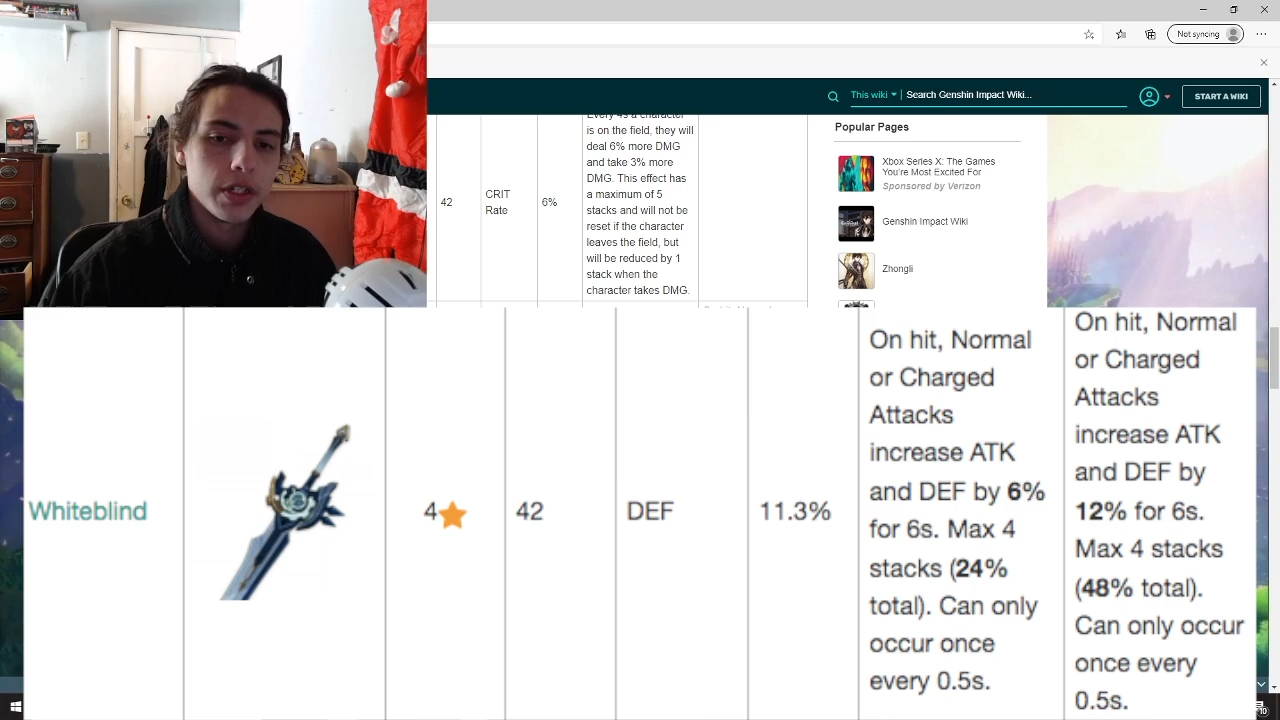 Not syncing
This wiki
Search Genshin Impact Wiki...
START A WIKI
Every 4s a character
is on the field, they will
deal 6% more DMG
and take 3% more
DMG. This effect has
a maximum of 5
stacks and will not be
reset if the character
leaves the field, but
will be reduced by 1
stack when the
character takes DMG.
42
CRIT
Rate
6%
Popular Pages
Xbox Series X: The Games
You're Most Excited For
Sponsored by Verizon
Genshin Impact Wiki
Zhongli
Whiteblind
4
42
DEF
11.3%
On hit, Normal
or Charged
Attacks
increase ATK
and DEF by 6%
for 6s. Max 4
stacks (24%
total). Can only
occur once
every 0.5s.
On hit, Normal
or Charged
Attacks
increase ATK
and DEF by
12% for 6s.
Max 4 stacks
(48% total).
Can only occur
once every
0.5s.